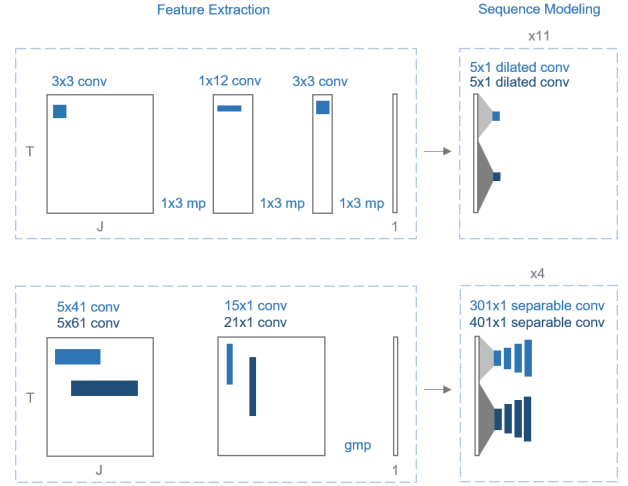 Feature Extraction
Sequence Modeling
x11
3x3 conv
1x12 conv
3x3 conv
5x1 dilated conv
5x1 dilated conv
T
1x3 mp
1x3 mp
1x3 mp
J
1
x4
5x41 conv
5x61 conv
15x1 conv
21x1 conv
301x1 separable conv
401x1 separable conv
T
gmp
J
1